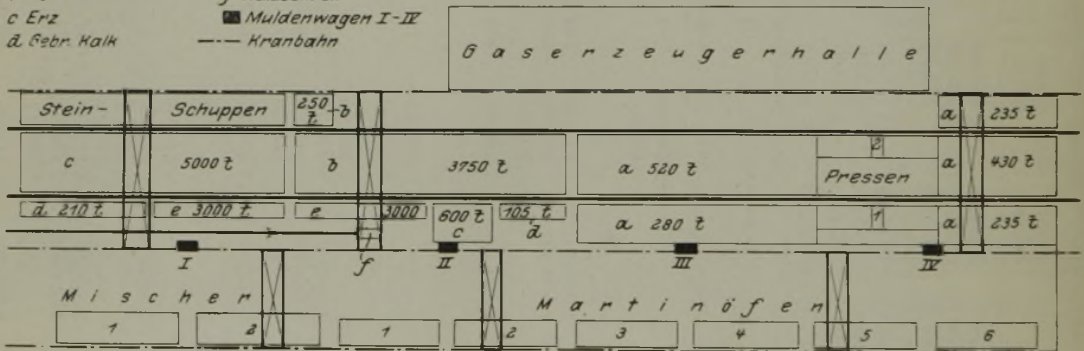 c Erz
Muldenwagen I-IV
d Gebr. Kalk
Kranbahn
Gaserzeugerhalle
Stein-
Schuppen
250 t
b
a
235 t
c
5000 t
b
3750 t
a 520 t
2
Pressen
a
430 t
d 210 t
e 3000 t
e
3000
600 t
c
105 t
d
a 280 t
1
a
235 t
I
f
II
III
IV
Mischer
Martinöfen
1
2
1
2
3
4
5
6